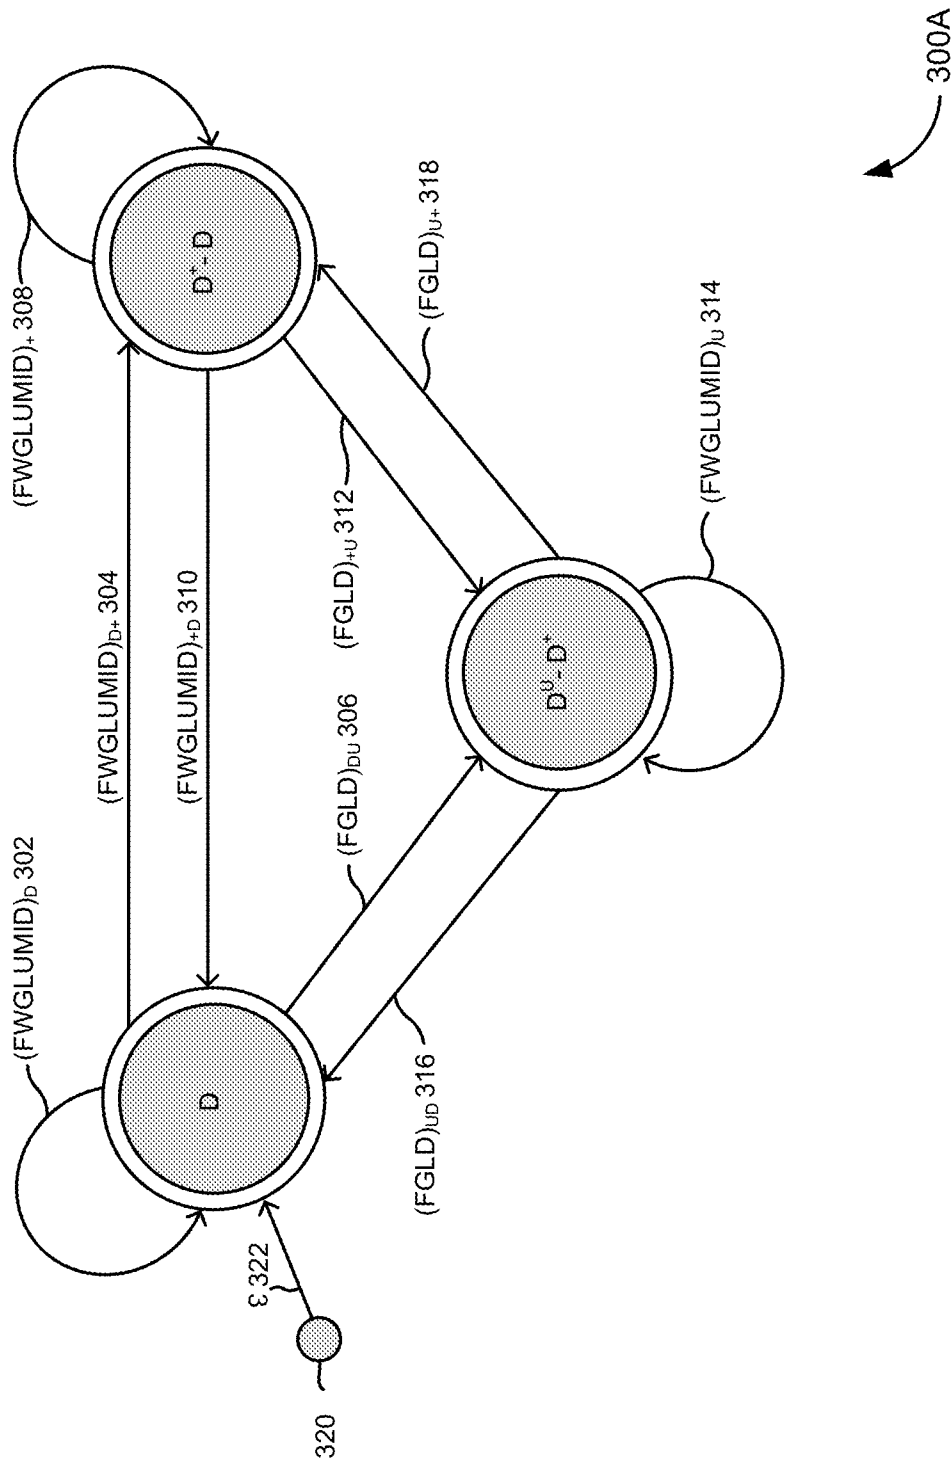 (FWGLUMID)D 302
(FWGLUMID)+ 308
(FWGLUMID)D+ 304
(FWGLUMID)+D 310
D
D⁺- D
ε 322
320
(FGLD)DU 306
(FGLD)+U 312
(FGLD)UD 316
(FGLD)U+ 318
Dᵁ- D⁺
(FWGLUMID)U 314
300A